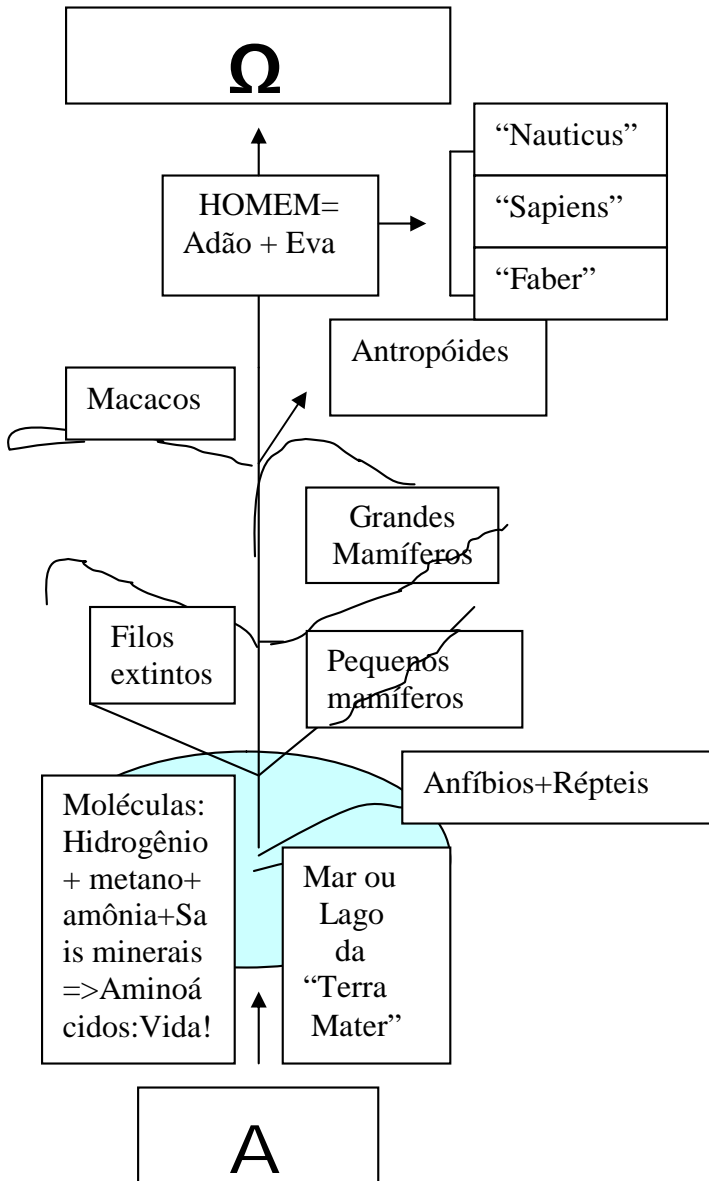 Ω
“Nauticus”
HOMEM=
Adão + Eva
“Sapiens”
“Faber”
Antropóides
Macacos
Grandes
Mamíferos
Filos
extintos
Pequenos
mamíferos
Anfíbios+Répteis
Moléculas:
Hidrogênio
+ metano+
amônia+Sa
is minerais
=>Aminoá
cidos:Vida!
Mar ou
Lago
da
“Terra
Mater”
A